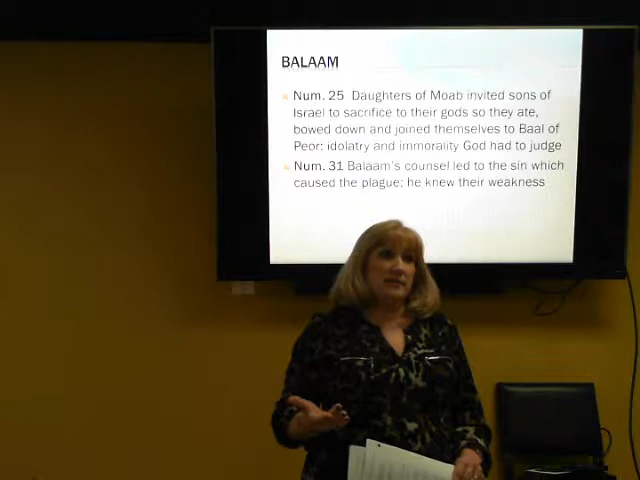 BALAAM
Num. 25 Daughters of Moab invited sons of
Israel to sacrifice to their gods so they ate,
bowed down and joined themselves to Baal of
Peor: idolatry and immorality God had to judge
Num. 31 Balaam's counsel led to the sin which
caused the plague; he knew their weakness